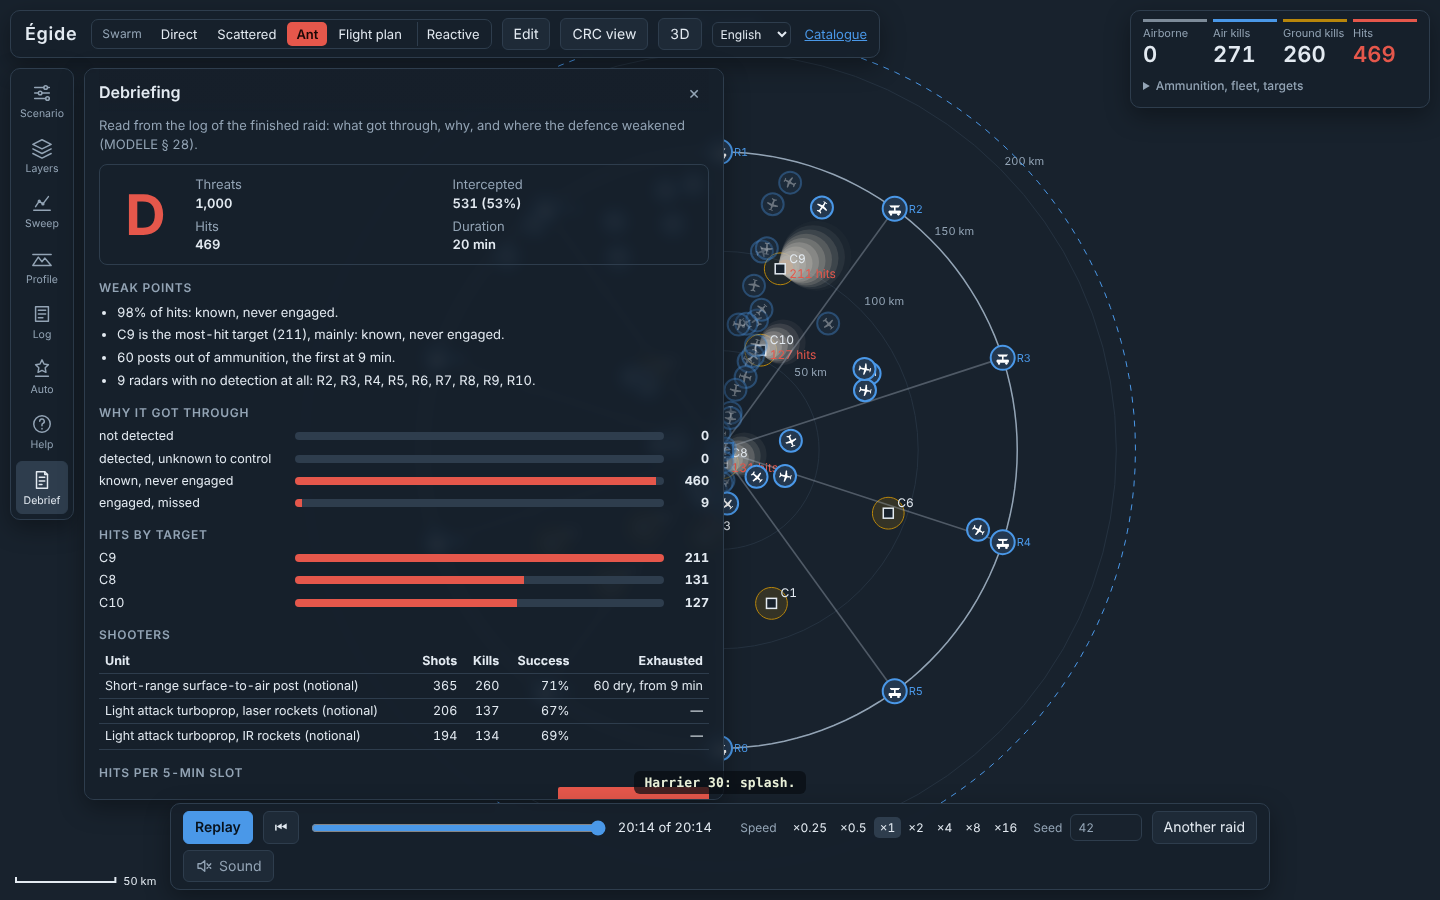 Égide
Swarm Direct Scattered Ant Flight plan Reactive
Edit
CRC view
3D
English
Catalogue
Airborne Air kills Ground kills Hits
0 271 260 469
Ammunition, fleet, targets
Scenario
Layers
Sweep
Profile
Log
Auto
Help
Debrief
Debriefing
×
Read from the log of the finished raid: what got through, why, and where the defence weakened
(MODELE § 28).
D
Threats
1,000
Intercepted
531 (53%)
Hits
469
Duration
20 min
WEAK POINTS
• 98% of hits: known, never engaged.
• C9 is the most-hit target (211), mainly: known, never engaged.
• 60 posts out of ammunition, the first at 9 min.
• 9 radars with no detection at all: R2, R3, R4, R5, R6, R7, R8, R9, R10.
WHY IT GOT THROUGH
not detected 0
detected, unknown to control 0
known, never engaged 460
engaged, missed 9
HITS BY TARGET
C9 211
C8 131
C10 127
SHOOTERS
Unit Shots Kills Success Exhausted
Short-range surface-to-air post (notional) 365 260 71% 60 dry, from 9 min
Light attack turboprop, laser rockets (notional) 206 137 67% —
Light attack turboprop, IR rockets (notional) 194 134 69% —
HITS PER 5-MIN SLOT
R1
200 km
R2
150 km
C9
211 hits
100 km
C10
127 hits
50 km
R3
C8
C6
3
R4
C1
R5
R6
Harrier 30: splash.
Replay
20:14 of 20:14
Speed ×0.25 ×0.5 ×1 ×2 ×4 ×8 ×16
Seed 42
Another raid
Sound
50 km